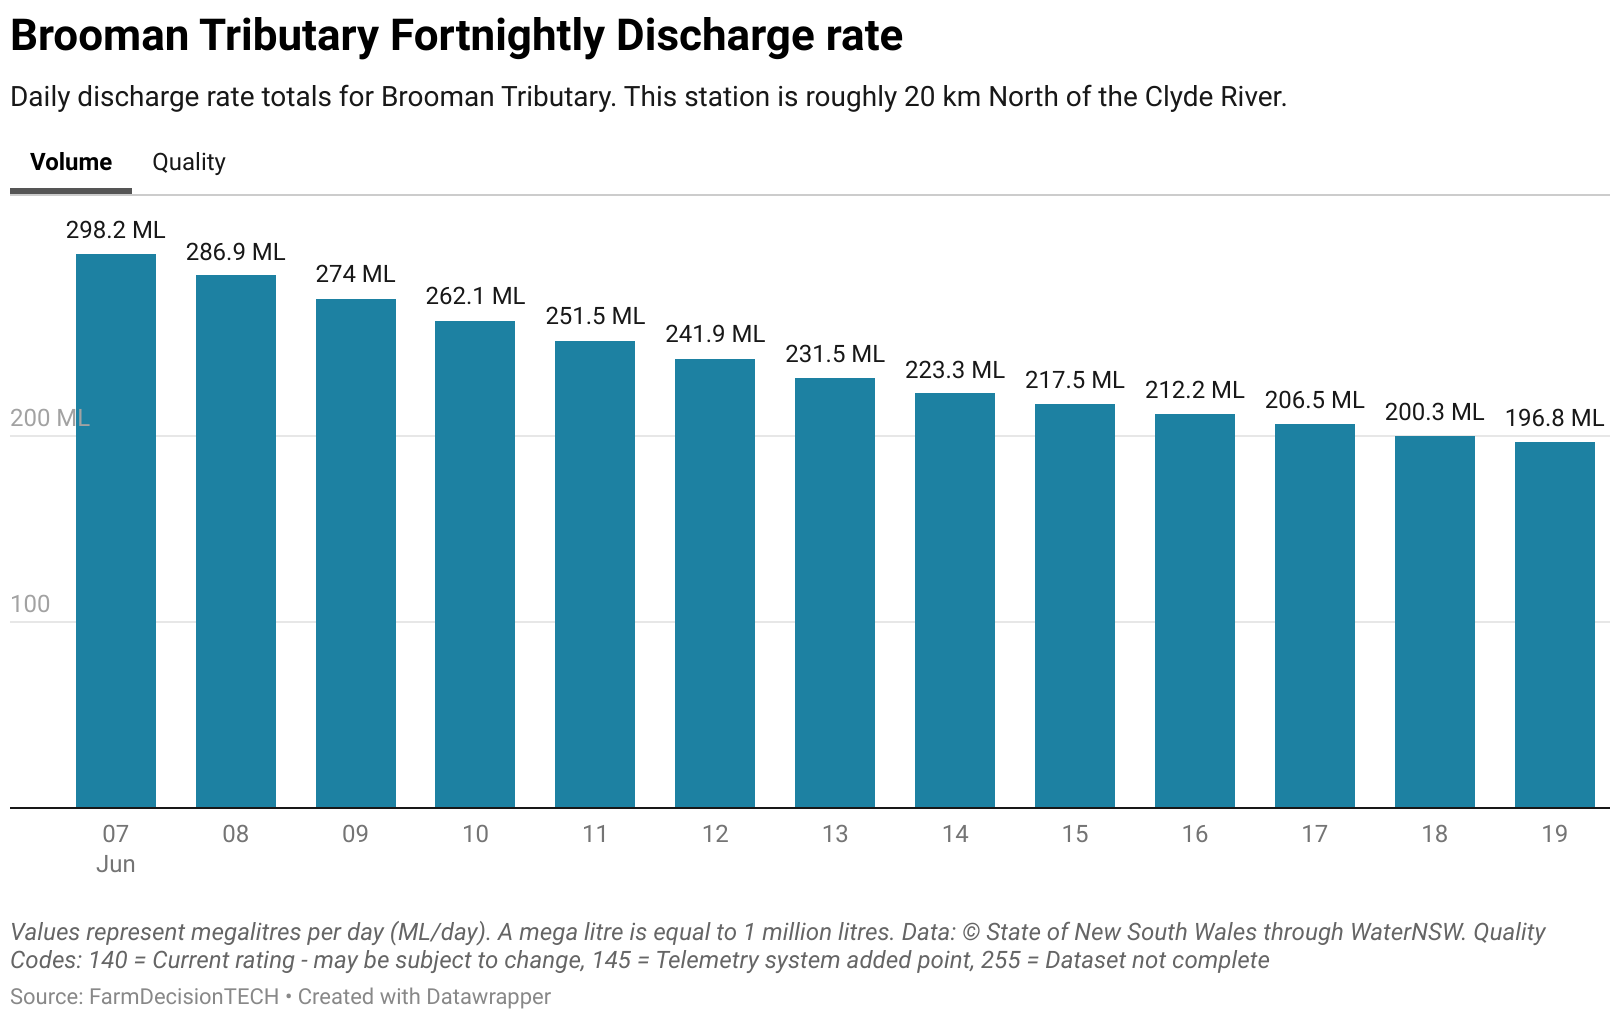 Brooman Tributary Fortnightly Discharge rate
Daily discharge rate totals for Brooman Tributary. This station is roughly 20 km North of the Clyde River.
Volume Quality
298.2 ML
286.9 ML
274 ML
262.1 ML
251.5 ML
241.9 ML
231.5 ML
223.3 ML
217.5 ML
212.2 ML
206.5 ML
200.3 ML
196.8 ML
200 ML
100
07 08 09 10 11 12 13 14 15 16 17 18 19
Jun
Values represent megalitres per day (ML/day). A mega litre is equal to 1 million litres. Data: © State of New South Wales through WaterNSW. Quality
Codes: 140 = Current rating - may be subject to change, 145 = Telemetry system added point, 255 = Dataset not complete
Source: FarmDecisionTECH • Created with Datawrapper